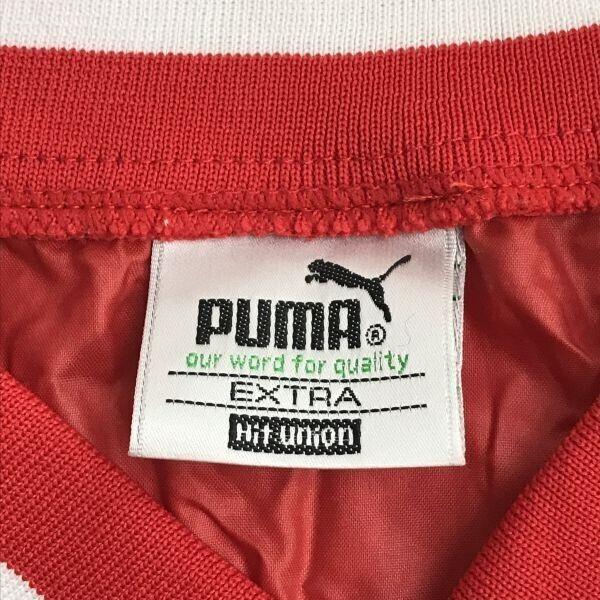 PUMA®
our word for quality
EXTRA
Hit union